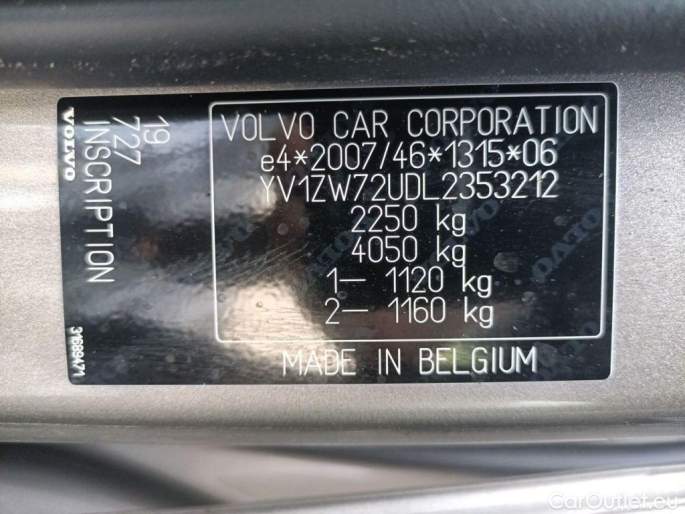 VOLVO
19
727
INSCRIPTION
31689471
VOLVO CAR CORPORATION
e4*2007/46*1315*06
YV1ZW72UDL2353212
2250 kg
4050 kg
1— 1120 kg
2— 1160 kg
MADE IN BELGIUM
CarOutlet.eu